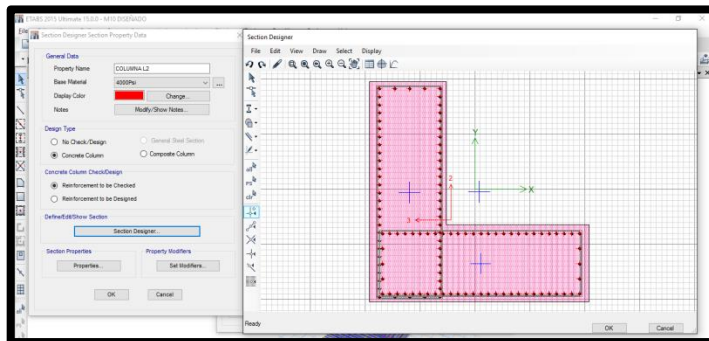 ETABS 2015 Ultimate 15.0.0 - M10 DISEÑADO
Section Designer Section Property Data
General Data
Property Name COLUMNA L2
Base Material 4000Psi ...
Display Color Change...
Notes Modify/Show Notes...
Design Type
No Check/Design General Steel Section
Concrete Column Composite Column
Concrete Column Check/Design
Reinforcement to be Checked
Reinforcement to be Designed
Define/Edit/Show Section
Section Designer...
Section Properties Property Modifiers
Properties... Set Modifiers...
OK Cancel
Section Designer
File Edit View Draw Select Display
Y
2
X
3
Ready
OK Cancel